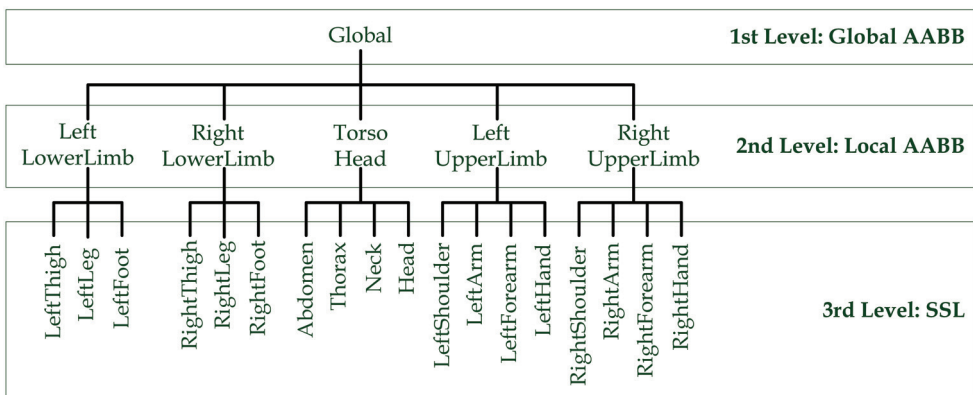 Global
1st Level: Global AABB
Left
LowerLimb
Right
LowerLimb
Torso
Head
Left
UpperLimb
Right
UpperLimb
2nd Level: Local AABB
LeftThigh
LeftLeg
LeftFoot
RightThigh
RightLeg
RightFoot
Abdomen
Thorax
Neck
Head
LeftShoulder
LeftArm
LeftForearm
LeftHand
RightShoulder
RightArm
RightForearm
RightHand
3rd Level: SSL